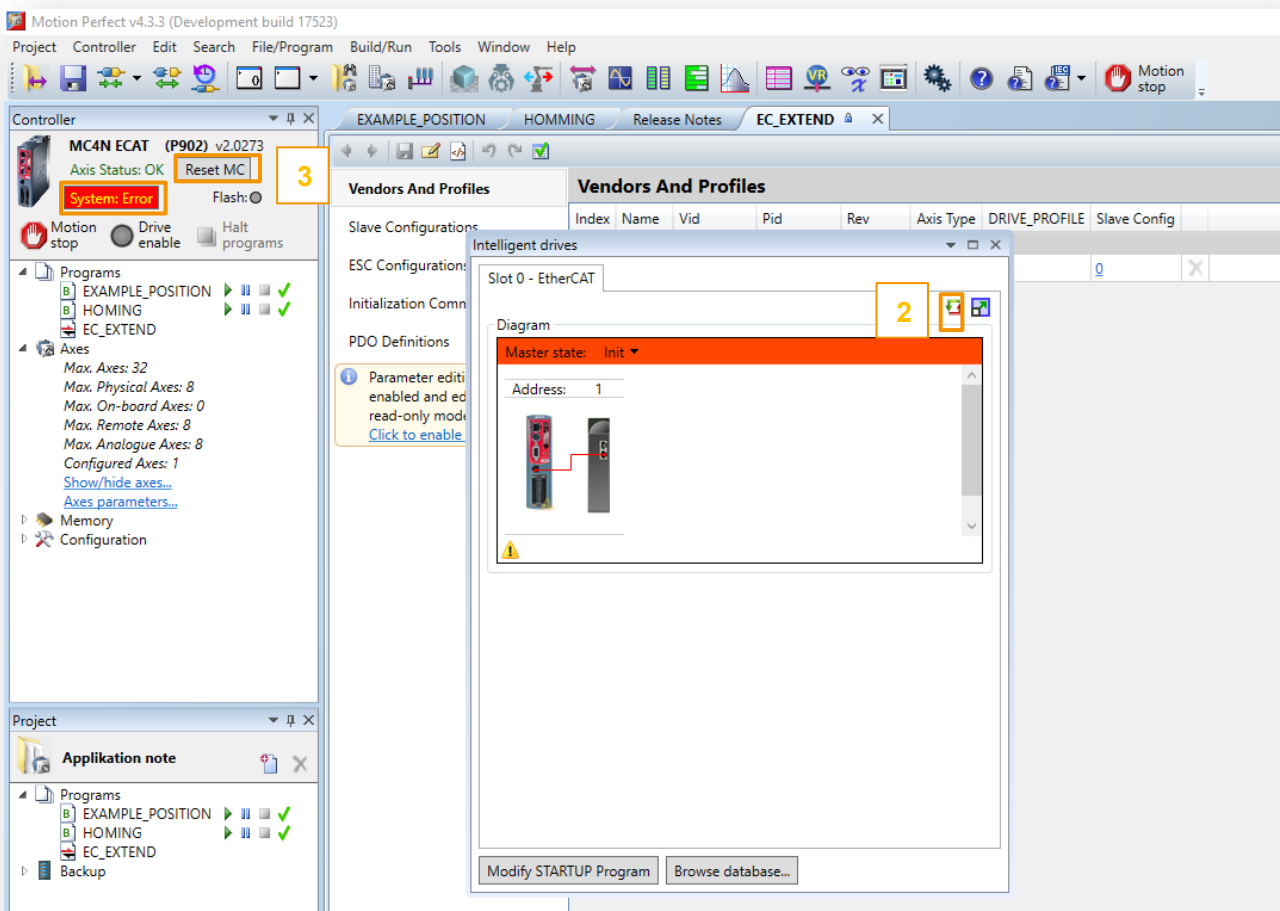 Motion Perfect v4.3.3 (Development build 17523)
Project Controller Edit Search File/Program Build/Run Tools Window Help
Motion
stop
Controller
MC4N ECAT (P902) v2.0273
Axis Status: OK Reset MC
System: Error Flash:
3
Motion
stop
Drive
enable
Halt
programs
Programs
EXAMPLE_POSITION
HOMING
EC_EXTEND
Axes
Max. Axes: 32
Max. Physical Axes: 8
Max. On-board Axes: 0
Max. Remote Axes: 8
Max. Analogue Axes: 8
Configured Axes: 1
Show/hide axes...
Axes parameters...
Memory
Configuration
Project
Applikation note
Programs
EXAMPLE_POSITION
HOMING
EC_EXTEND
Backup
EXAMPLE_POSITION HOMMING Release Notes EC_EXTEND
Vendors And Profiles
Slave Configurations
ESC Configurations
Initialization Comm
PDO Definitions
Parameter editi
enabled and ed
read-only mode
Click to enable
Vendors And Profiles
Index Name Vid Pid Rev Axis Type DRIVE_PROFILE Slave Config
0
Intelligent drives
Slot 0 - EtherCAT
2
Diagram
Master state: Init
Address: 1
Modify STARTUP Program Browse database...